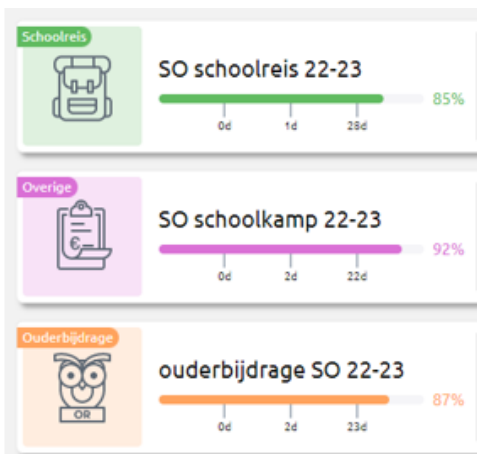 Schoolreis
SO schoolreis 22-23
85%
0d 1d 28d
Overige
€
SO schoolkamp 22-23
92%
0d 2d 22d
Ouderbijdrage
OR
ouderbijdrage SO 22-23
87%
0d 2d 23d